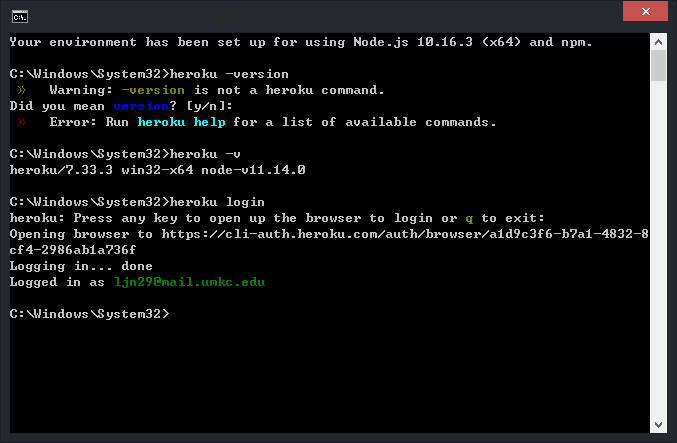 Your environment has been set up for using Node.js 10.16.3 (x64) and npm.
C:\Windows\System32>heroku -version
» Warning: -version is not a heroku command.
Did you mean version? [y/n]:
» Error: Run heroku help for a list of available commands.
C:\Windows\System32>heroku -v
heroku/7.33.3 win32-x64 node-v11.14.0
C:\Windows\System32>heroku login
heroku: Press any key to open up the browser to login or q to exit:
Opening browser to https://cli-auth.heroku.com/auth/browser/a1d9c3f6-b7a1-4832-8
cf4-2986ab1a736f
Logging in... done
Logged in as ljn29@mail.umkc.edu
C:\Windows\System32>